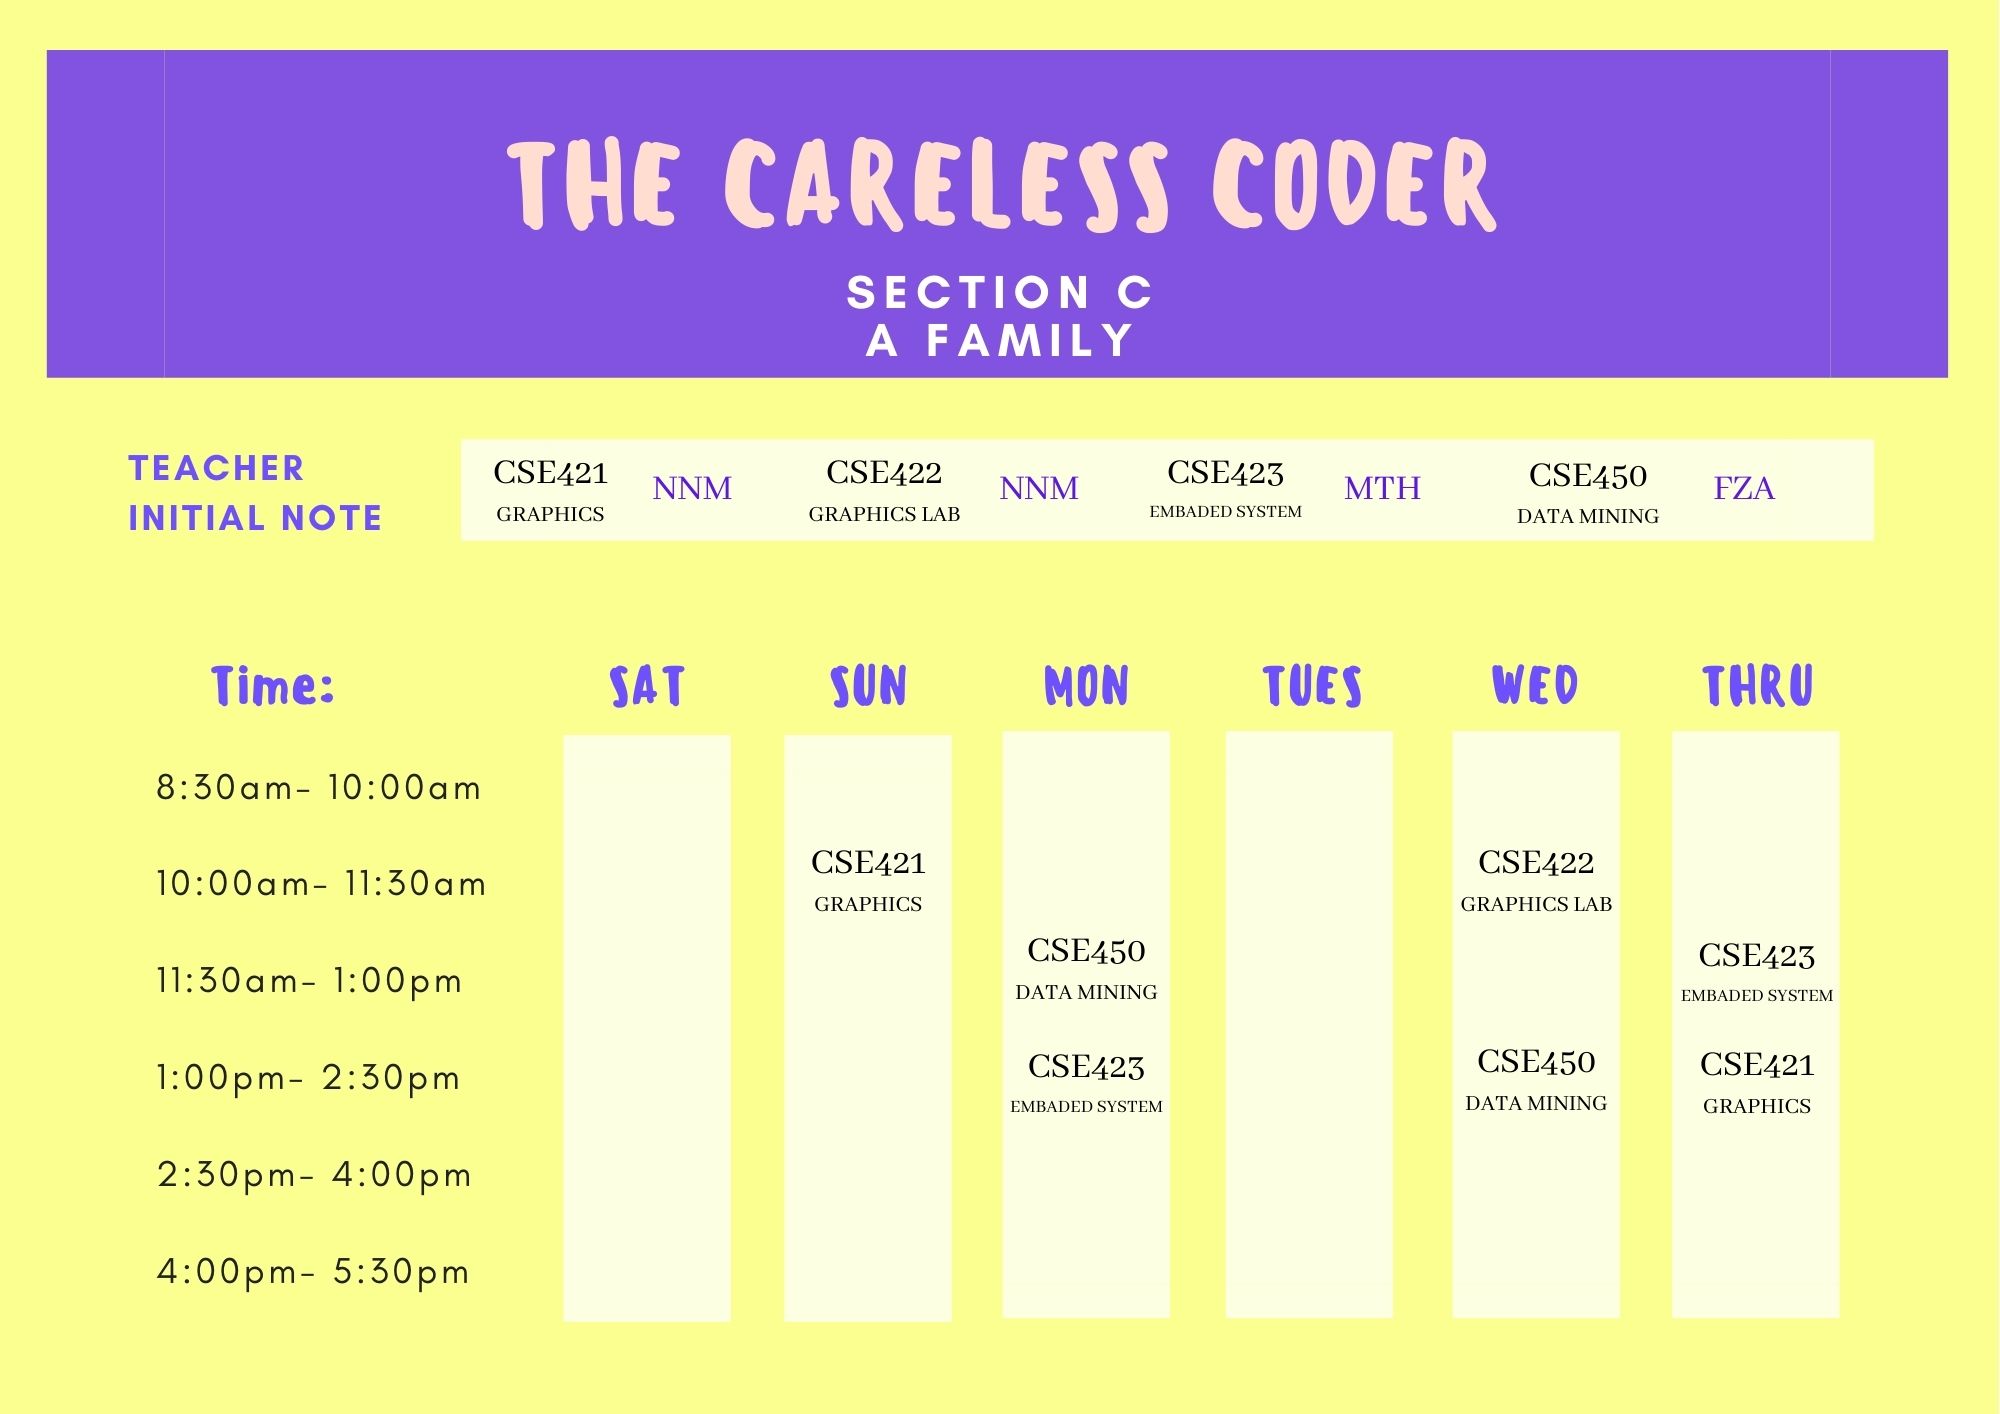 THE CARELESS CODER
SECTION C
A FAMILY
TEACHER
INITIAL NOTE
CSE421
GRAPHICS
NNM
CSE422
GRAPHICS LAB
NNM
CSE423
EMBADED SYSTEM
MTH
CSE450
DATA MINING
FZA
Time: SAT SUN MON TUES WED THRU
8:30am- 10:00am
10:00am- 11:30am
CSE421
GRAPHICS
CSE422
GRAPHICS LAB
11:30am- 1:00pm
CSE450
DATA MINING
CSE423
EMBADED SYSTEM
1:00pm- 2:30pm
CSE423
EMBADED SYSTEM
CSE450
DATA MINING
CSE421
GRAPHICS
2:30pm- 4:00pm
4:00pm- 5:30pm